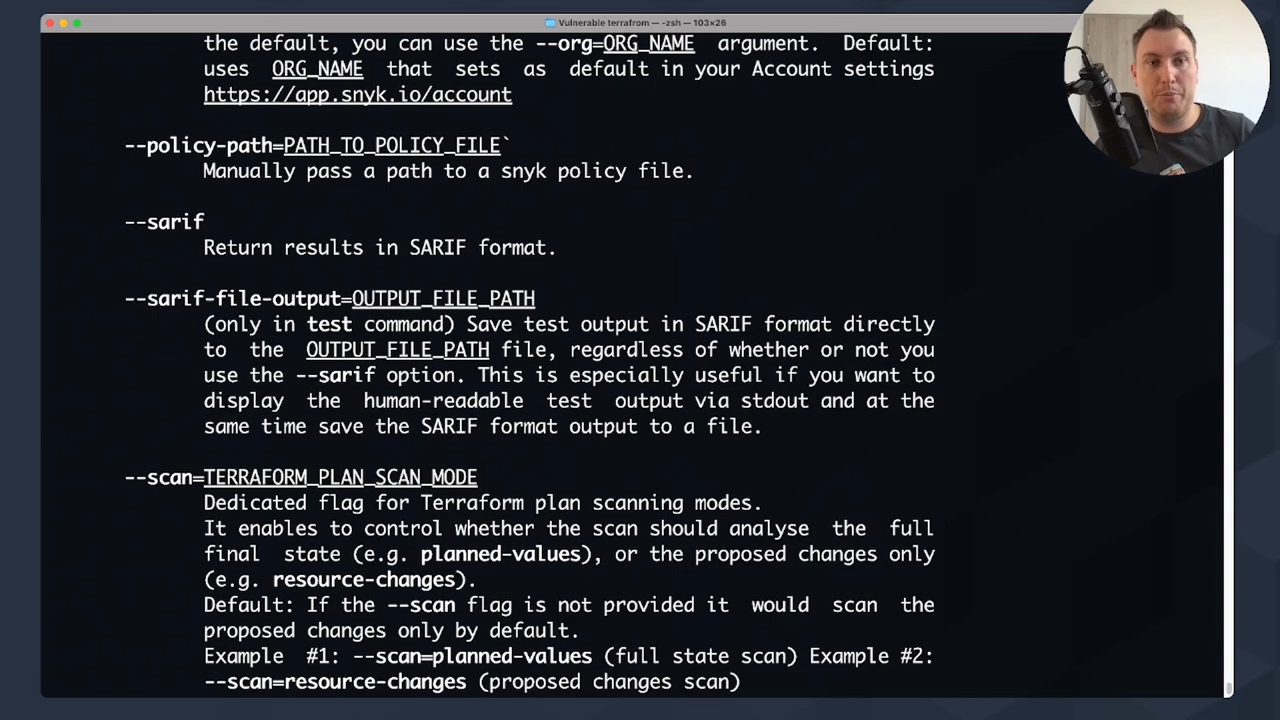 Vulnerable terrafrom — -zsh — 103×26
the default, you can use the --org=ORG_NAME argument. Default:
uses ORG_NAME that sets as default in your Account settings
https://app.snyk.io/account
--policy-path=PATH_TO_POLICY_FILE`
Manually pass a path to a snyk policy file.
--sarif
Return results in SARIF format.
--sarif-file-output=OUTPUT_FILE_PATH
(only in test command) Save test output in SARIF format directly
to the OUTPUT_FILE_PATH file, regardless of whether or not you
use the --sarif option. This is especially useful if you want to
display the human-readable test output via stdout and at the
same time save the SARIF format output to a file.
--scan=TERRAFORM_PLAN_SCAN_MODE
Dedicated flag for Terraform plan scanning modes.
It enables to control whether the scan should analyse the full
final state (e.g. planned-values), or the proposed changes only
(e.g. resource-changes).
Default: If the --scan flag is not provided it would scan the
proposed changes only by default.
Example #1: --scan=planned-values (full state scan) Example #2:
--scan=resource-changes (proposed changes scan)